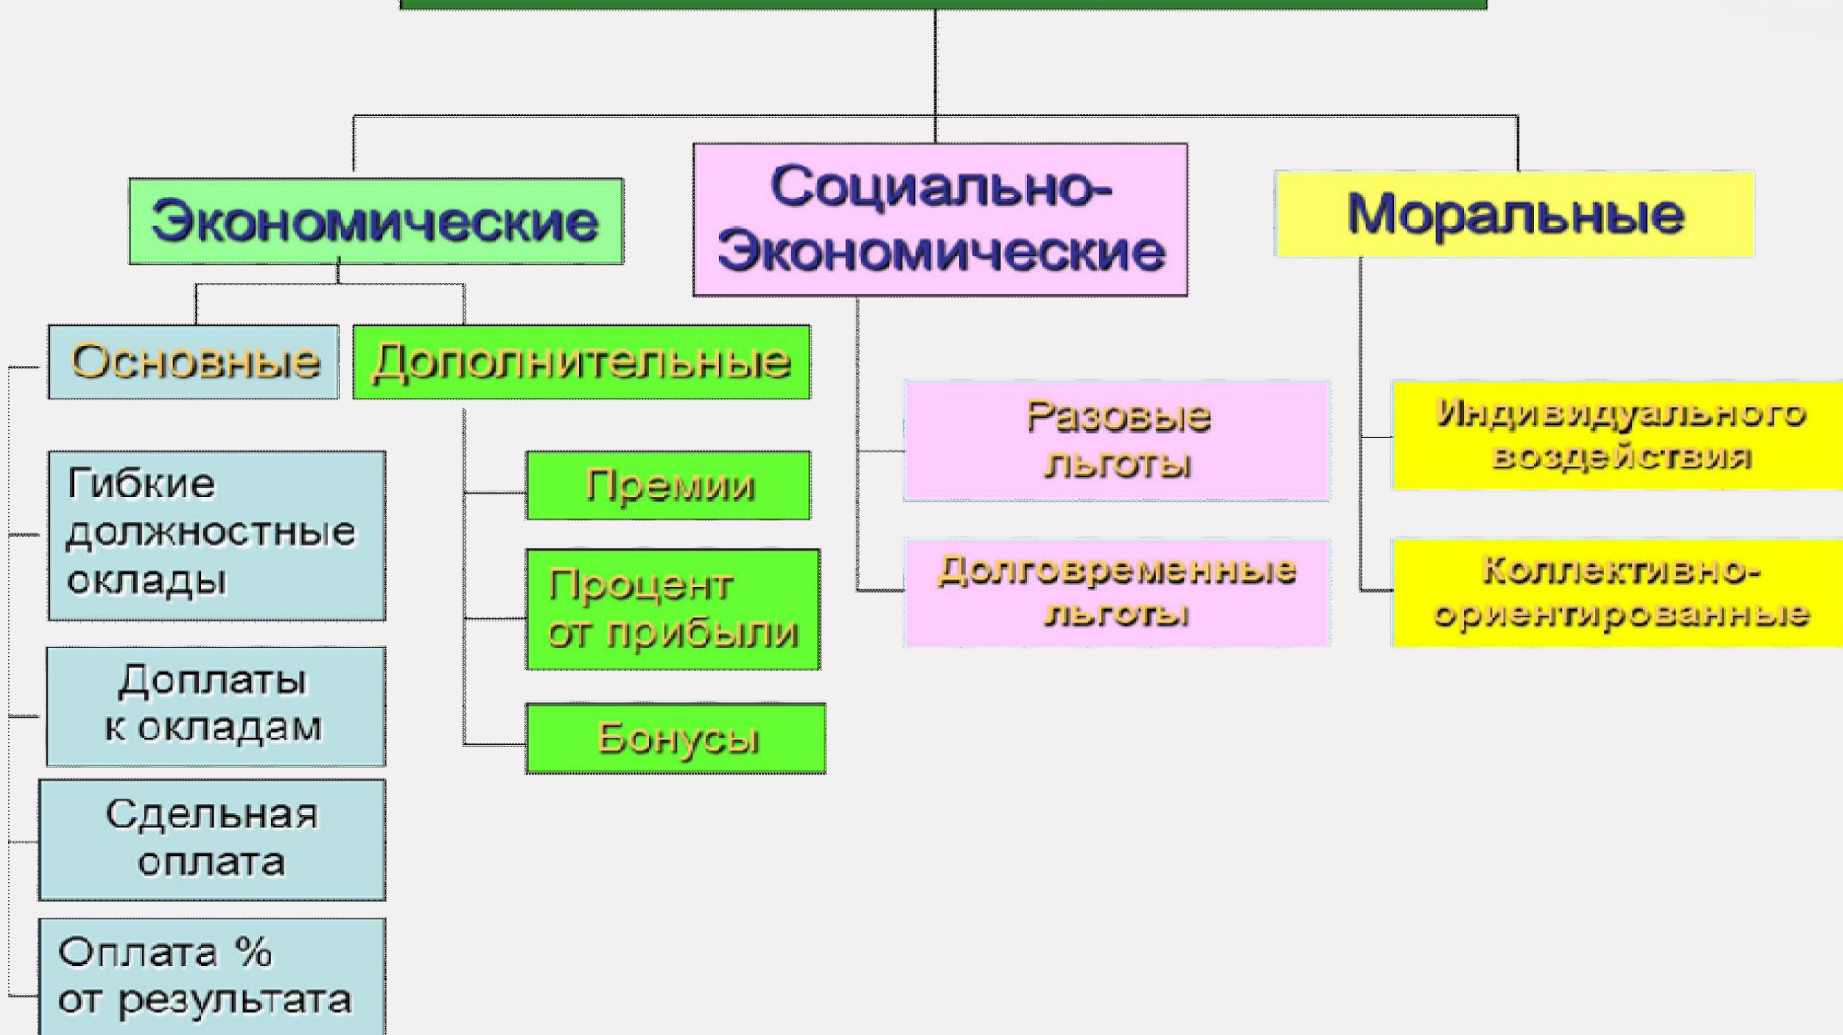 Экономические
Социально-
Экономические
Моральные
Основные
Дополнительные
Гибкие
должностные
оклады
Доплаты
к окладам
Сдельная
оплата
Оплата %
от результата
Премии
Процент
от прибыли
Бонусы
Разовые
льготы
Долговременные
льготы
Индивидуального
воздействия
Коллективно-
ориентированные